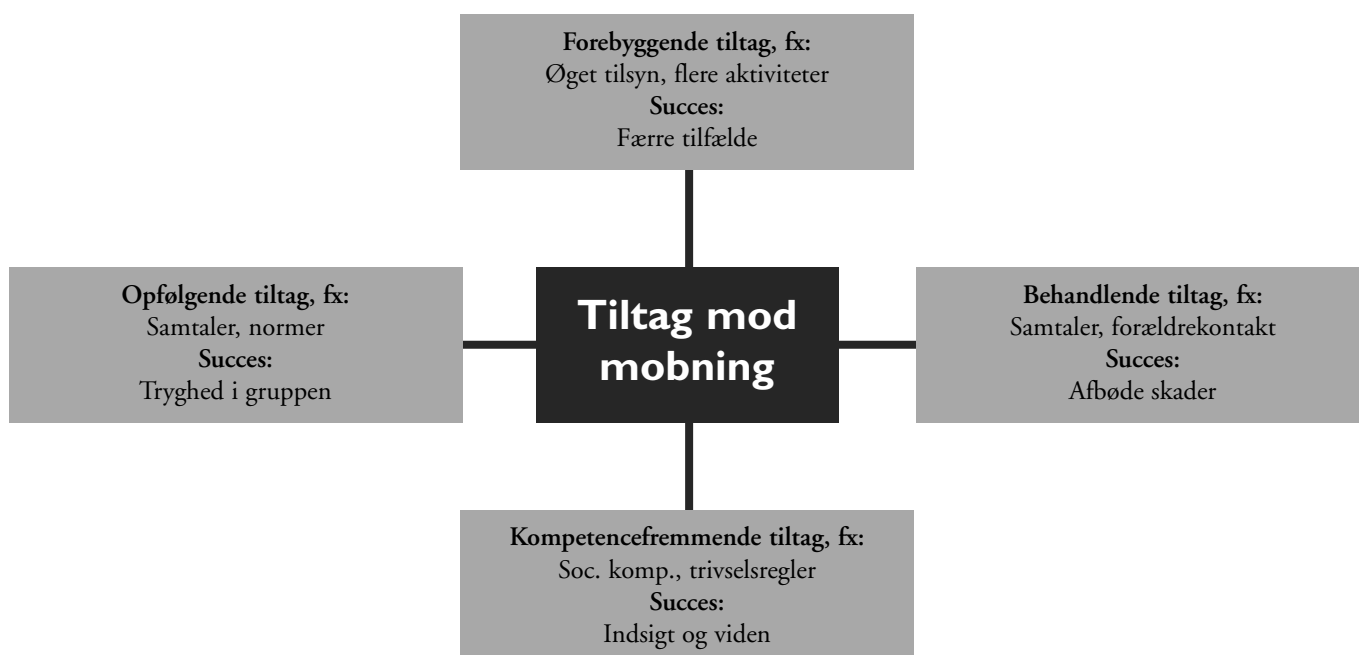 Forebyggende tiltag, fx:
Øget tilsyn, flere aktiviteter
Succes:
Færre tilfælde
Opfølgende tiltag, fx:
Samtaler, normer
Succes:
Tryghed i gruppen
Tiltag mod
mobning
Behandlende tiltag, fx:
Samtaler, forældrekontakt
Succes:
Afbøde skader
Kompetencefremmende tiltag, fx:
Soc. komp., trivselsregler
Succes:
Indsigt og viden